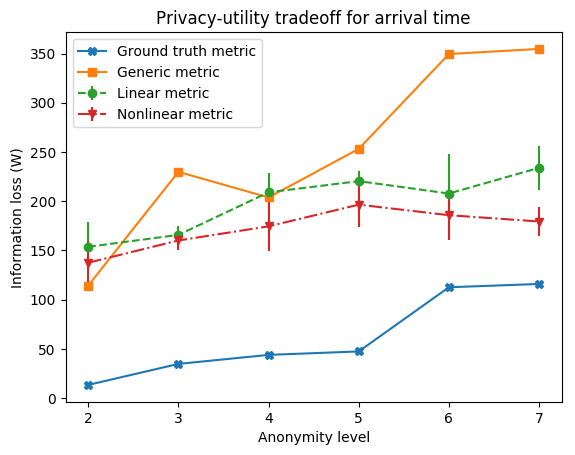 Privacy-utility tradeoff for arrival time
Ground truth metric
Generic metric
Linear metric
Nonlinear metric
Information loss (W)
350
300
250
200
150
100
50
0
2 3 4 5 6 7
Anonymity level